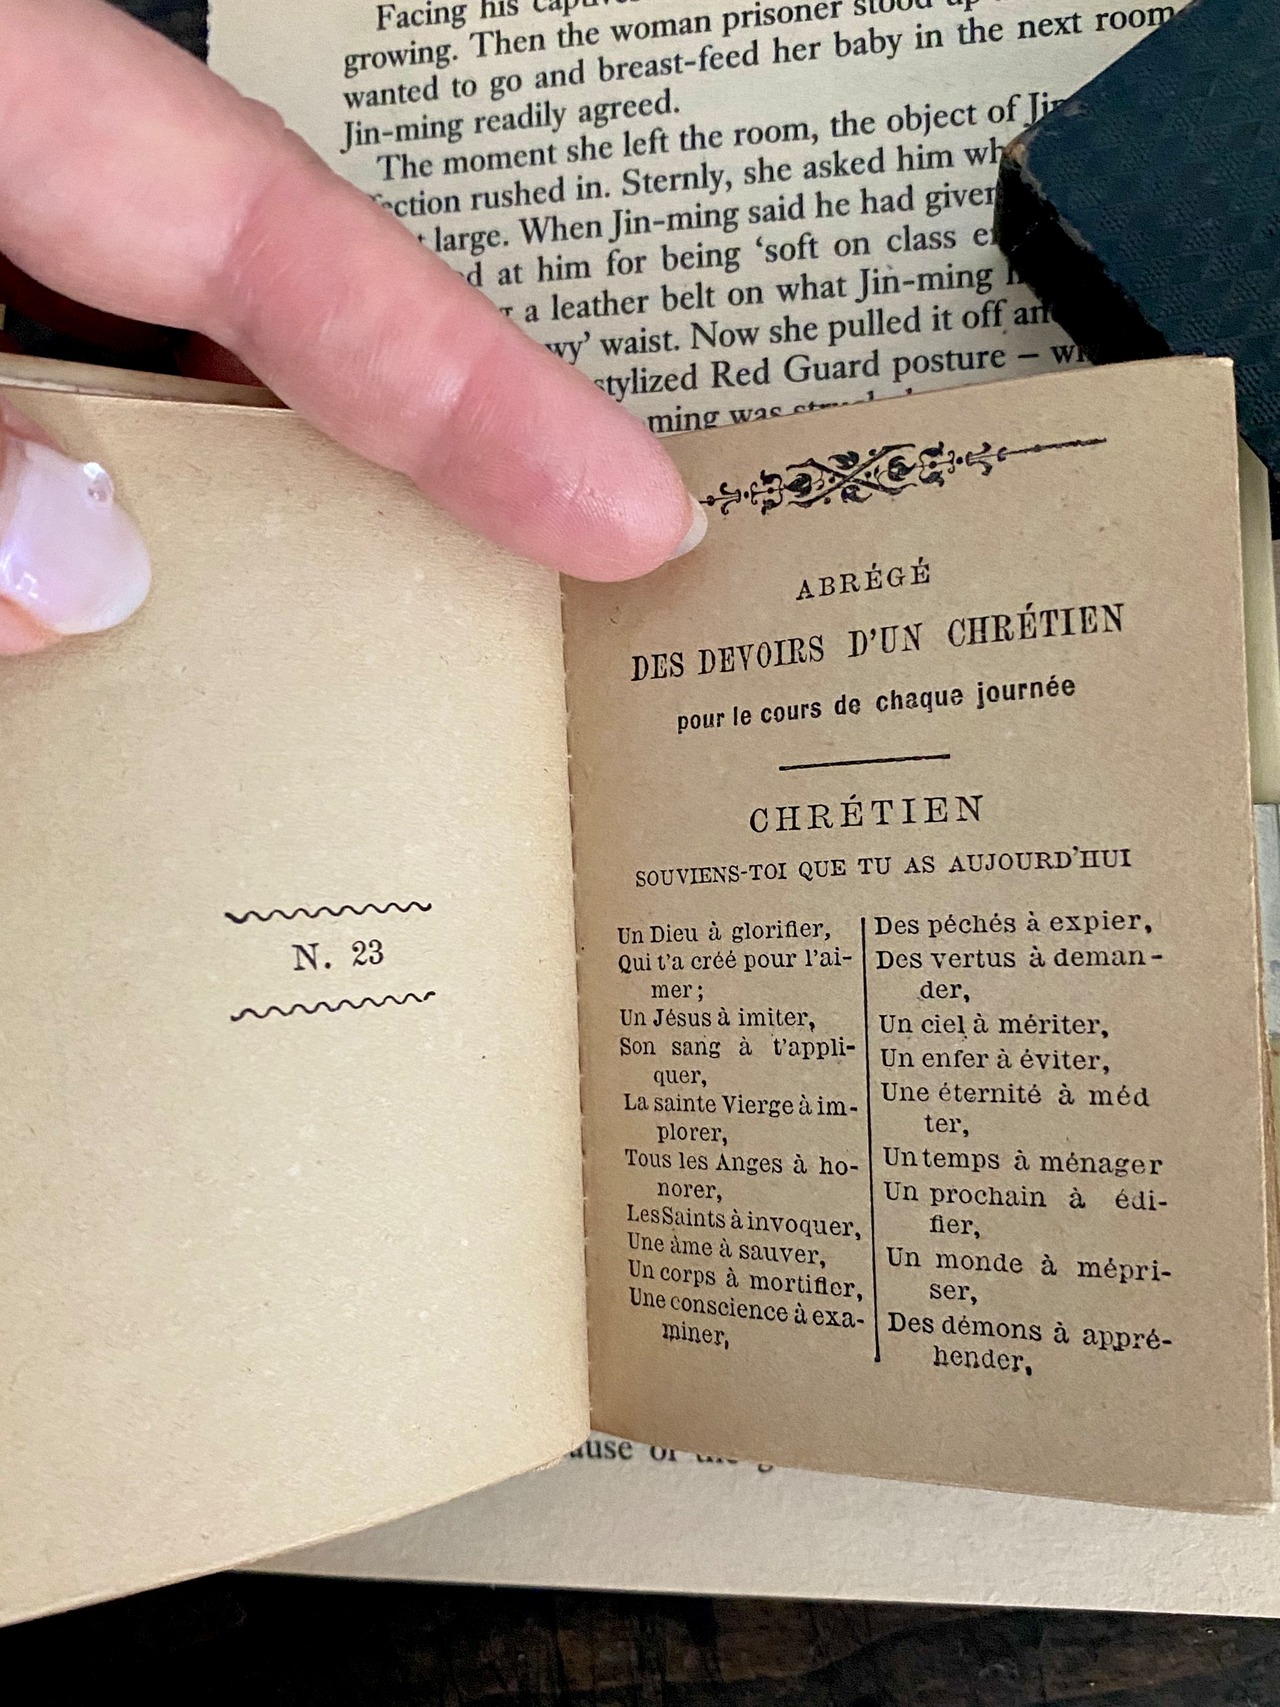 Facing his
growing. Then the woman prisoner stood up
wanted to go and breast-feed her baby in the next room
Jin-ming readily agreed.
The moment she left the room, the object of
rushed in. Sternly, she asked him
large. When Jin-ming said he had
at him for being ‘soft on class
a leather belt on what Jin-ming
waist. Now she pulled it off
stylized Red Guard posture –
ming was
N. 23
ABRÉGÉ
DES DEVOIRS D'UN CHRÉTIEN
pour le cours de chaque journée
CHRÉTIEN
SOUVIENS-TOI QUE TU AS AUJOURD'HUI
Un Dieu à glorifier,
Qui t'a créé pour l'ai-
mer;
Un Jésus à imiter,
Son sang à t'appli-
quer,
La sainte Vierge à im-
plorer,
Tous les Anges à ho-
norer,
Les Saints à invoquer,
Une àme à sauver,
Un corps à mortifier,
Une conscience à exa-
miner,
Des péchés à expier,
Des vertus à deman-
der,
Un ciel à mériter,
Un enfer à éviter,
Une éternité à méd
ter,
Un temps à ménager
Un prochain à édi-
fier,
Un monde à mépri-
ser,
Des démons à appré-
hender,
of